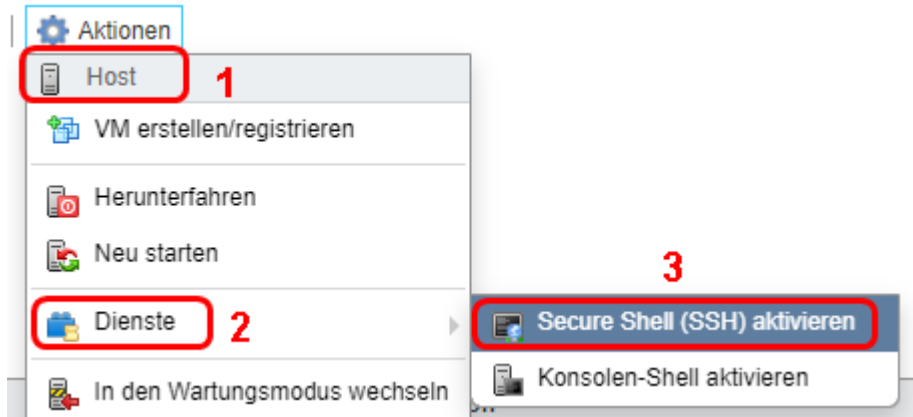 Aktionen
Host
1
VM erstellen/registrieren
Herunterfahren
Neu starten
3
Dienste
2
Secure Shell (SSH) aktivieren
Konsolen-Shell aktivieren
In den Wartungsmodus wechseln